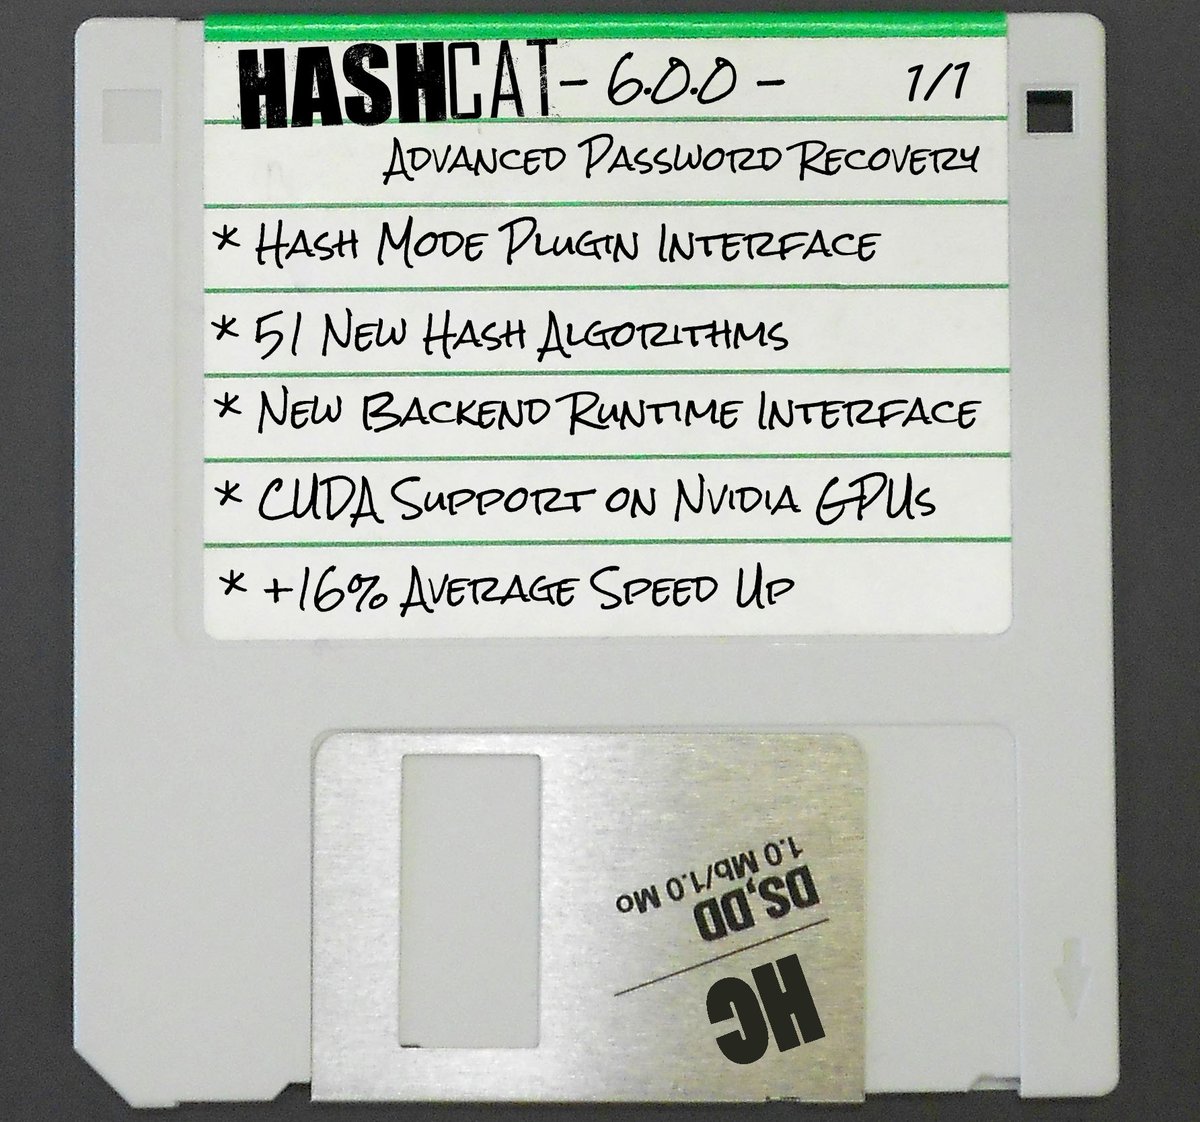 HASHCAT - 6.0.0 - 1/1
Advanced Password Recovery
* Hash Mode Plugin Interface
* 51 New Hash Algorithms
* New Backend Runtime Interface
* CUDA Support on Nvidia GPUs
* +16% Average Speed Up
1.0 Mb/1.0 Mo
DS,DD
HC